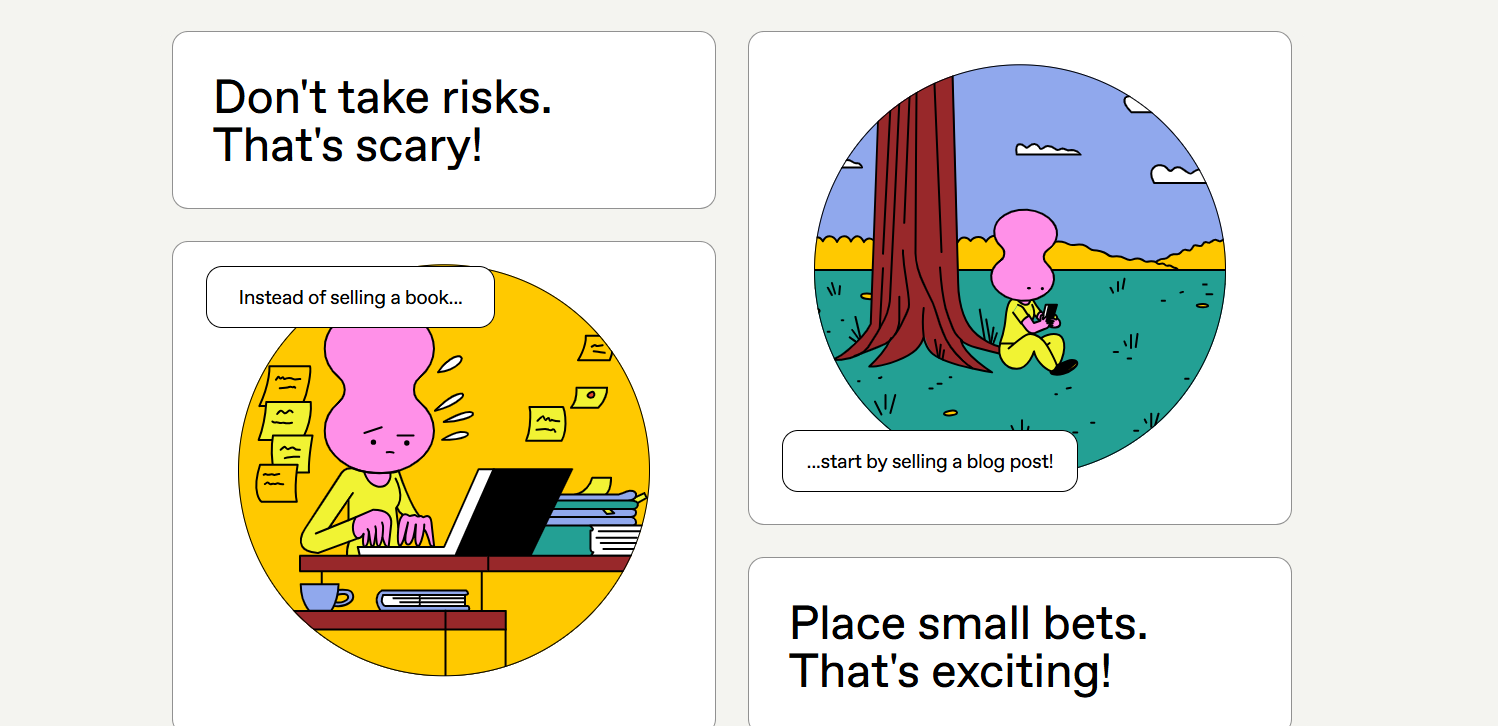 Don't take risks.
That's scary!
Instead of selling a book...
...start by selling a blog post!
Place small bets.
That's exciting!